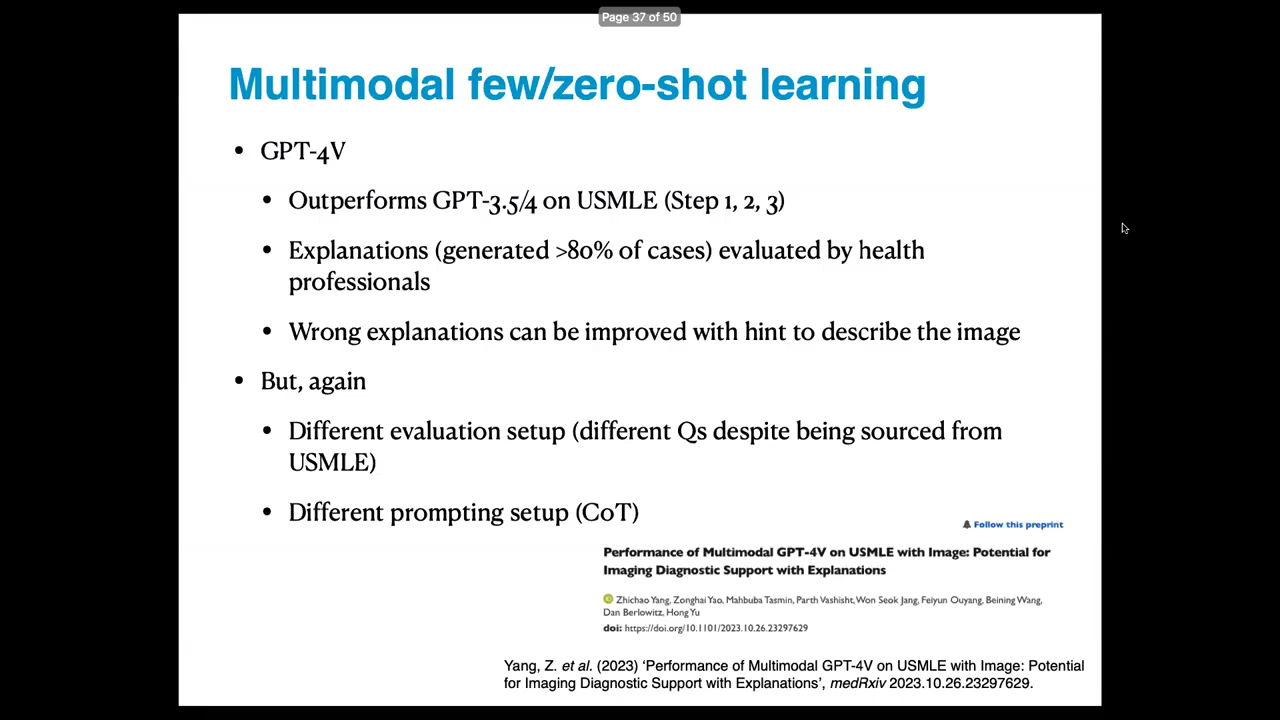 Page 37 of 50
Multimodal few/zero-shot learning
• GPT-4V
• Outperforms GPT-3.5/4 on USMLE (Step 1, 2, 3)
• Explanations (generated >80% of cases) evaluated by health
professionals
• Wrong explanations can be improved with hint to describe the image
• But, again
• Different evaluation setup (different Qs despite being sourced from
USMLE)
• Different prompting setup (CoT)
Follow this preprint
Performance of Multimodal GPT-4V on USMLE with Image: Potential for
Imaging Diagnostic Support with Explanations
iD Zhichao Yang, Zonghai Yao, Mahbuba Tasmin, Parth Vashisht, Won Seok Jang, Feiyun Ouyang, Beining Wang,
Dan Berlowitz, Hong Yu
doi: https://doi.org/10.1101/2023.10.26.23297629
Yang, Z. et al. (2023) ‘Performance of Multimodal GPT-4V on USMLE with Image: Potential
for Imaging Diagnostic Support with Explanations’, medRxiv 2023.10.26.23297629.